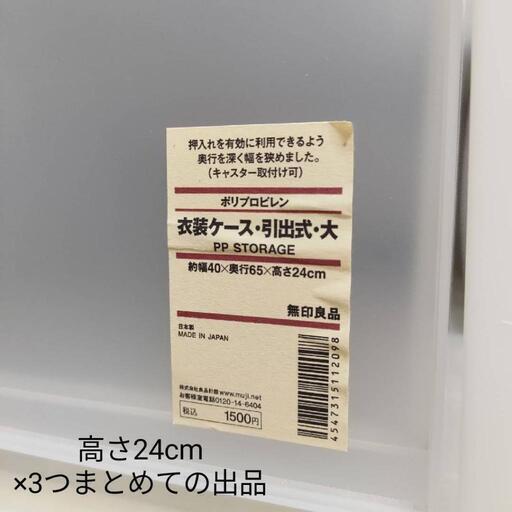 押入れを有効に利用できるよう
奥行を深く幅を狭めました。
（キャスター取付け可）
ポリプロピレン
衣装ケース・引出式・大
PP STORAGE
約幅40×奥行65×高さ24cm
無印良品
日本製
MADE IN JAPAN
4547315112098
株式会社良品計画 www.muji.net
お客様室電話0120-14-6404
税込 1500円
高さ24cm
×3つまとめての出品